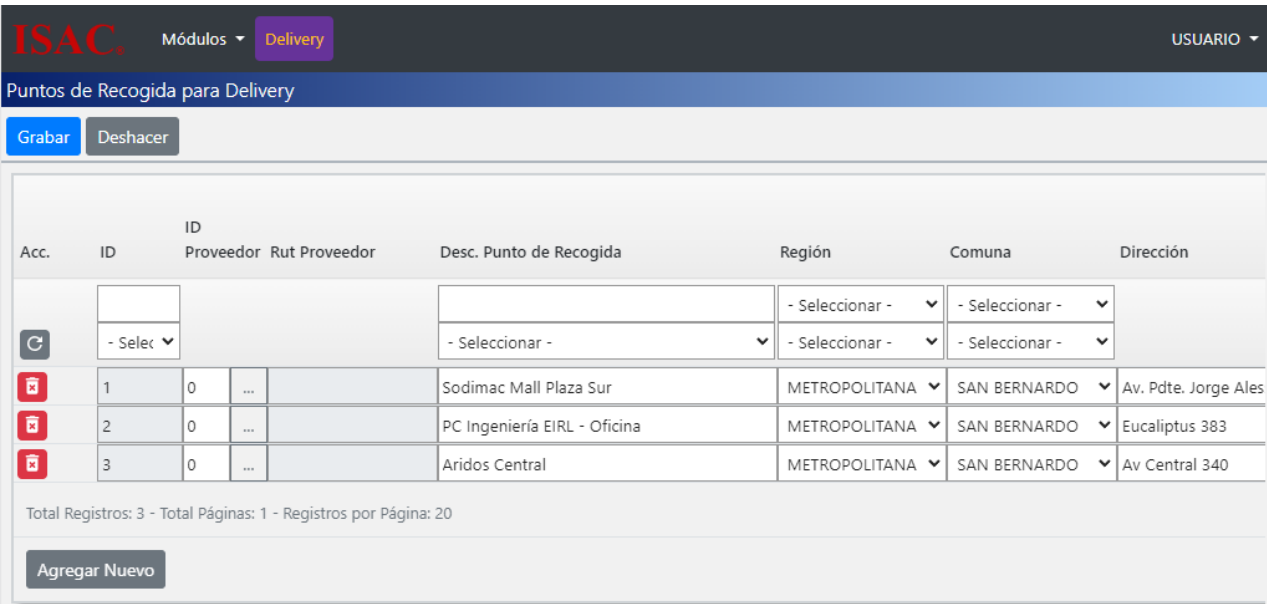 ISAC®
Módulos
Delivery
USUARIO
Puntos de Recogida para Delivery
Grabar
Deshacer
Acc. ID ID Proveedor Rut Proveedor Desc. Punto de Recogida Región Comuna Dirección
- Seleccionar - - Seleccionar -
- Selec - Seleccionar - - Seleccionar - - Seleccionar -
1 0 ... Sodimac Mall Plaza Sur METROPOLITANA SAN BERNARDO Av. Pdte. Jorge Ales
2 0 ... PC Ingeniería EIRL - Oficina METROPOLITANA SAN BERNARDO Eucaliptus 383
3 0 ... Aridos Central METROPOLITANA SAN BERNARDO Av Central 340
Total Registros: 3 - Total Páginas: 1 - Registros por Página: 20
Agregar Nuevo